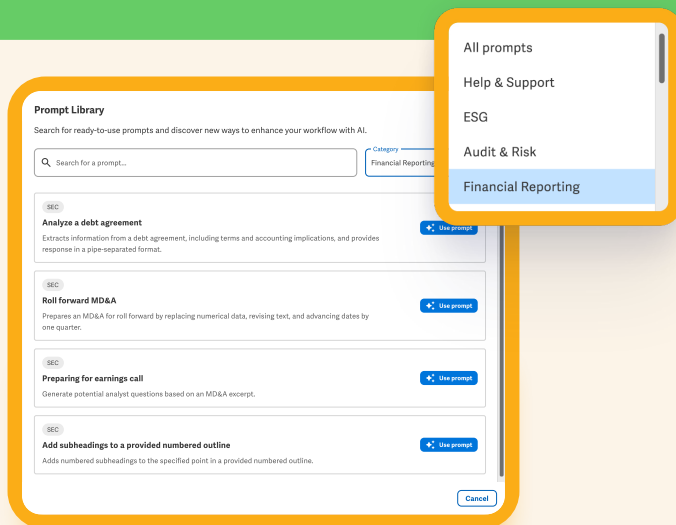 All prompts
Help & Support
ESG
Audit & Risk
Financial Reporting
Prompt Library
Search for ready-to-use prompts and discover new ways to enhance your workflow with AI.
Search for a prompt...
Category
Financial Reporting
SEC
Analyze a debt agreement
Extracts information from a debt agreement, including terms and accounting implications, and provides
response in a pipe-separated format.
Use prompt
SEC
Roll forward MD&A
Prepares an MD&A for roll forward by replacing numerical data, revising text, and advancing dates by
one quarter.
Use prompt
SEC
Preparing for earnings call
Generate potential analyst questions based on an MD&A excerpt.
Use prompt
SEC
Add subheadings to a provided numbered outline
Adds numbered subheadings to the specified point in a provided numbered outline.
Use prompt
Cancel